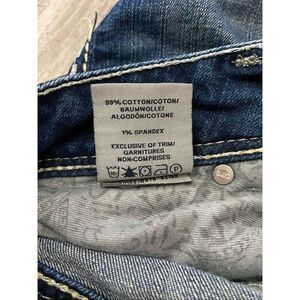 99% COTTON/COTON/
BAUMWOLLE/
ALGODÓN/COTONE
1% SPANDEX
EXCLUSIVE OF TRIM/
GARNITURES
NON-COMPRISES